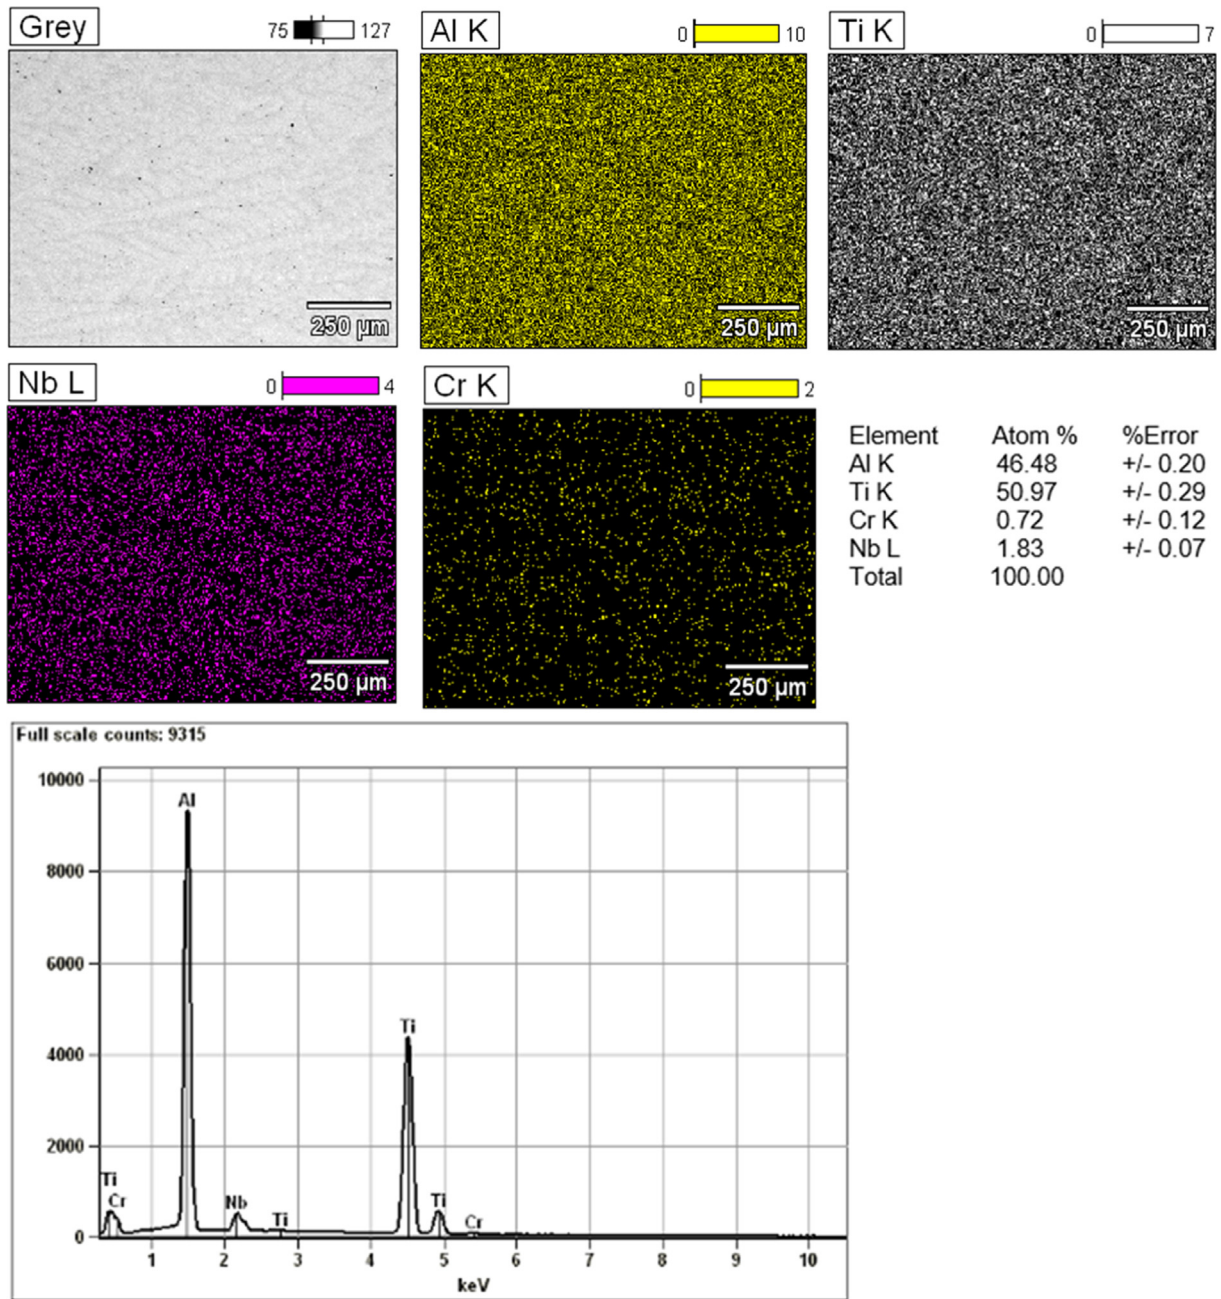 Grey
75 127
250 µm
Al K
0 10
250 µm
Ti K
0 7
250 µm
Nb L
0 4
250 µm
Cr K
0 2
250 µm
Element Atom % %Error
Al K 46.48 +/- 0.20
Ti K 50.97 +/- 0.29
Cr K 0.72 +/- 0.12
Nb L 1.83 +/- 0.07
Total 100.00
Full scale counts: 9315
10000
8000
6000
4000
2000
0
Al
Ti
Ti
Cr
Nb
Ti
Ti
Cr
1 2 3 4 5 6 7 8 9 10
keV